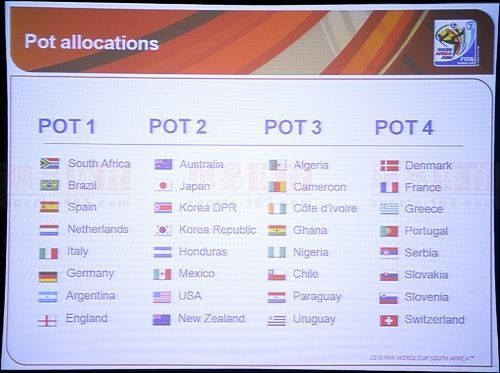 Pot allocations
SOUTH AFRICA 2010
FIFA
POT 1 POT 2 POT 3 POT 4
South Africa Australia Algeria Denmark
Brazil Japan Cameroon France
Spain Korea DPR Côte d'Ivoire Greece
Netherlands Korea Republic Ghana Portugal
Italy Honduras Nigeria Serbia
Germany Mexico Chile Slovakia
Argentina USA Paraguay Slovenia
England New Zealand Uruguay Switzerland
2010 FIFA WORLD CUP SOUTH AFRICA™